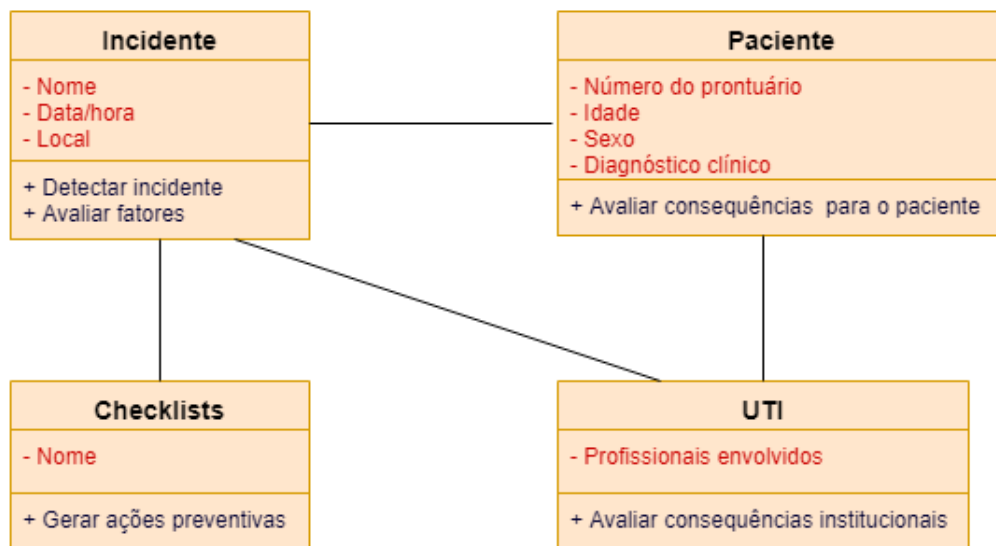 Incidente
- Nome
- Data/hora
- Local
+ Detectar incidente
+ Avaliar fatores
Paciente
- Número do prontuário
- Idade
- Sexo
- Diagnóstico clínico
+ Avaliar consequências para o paciente
Checklists
- Nome
+ Gerar ações preventivas
UTI
- Profissionais envolvidos
+ Avaliar consequências institucionais